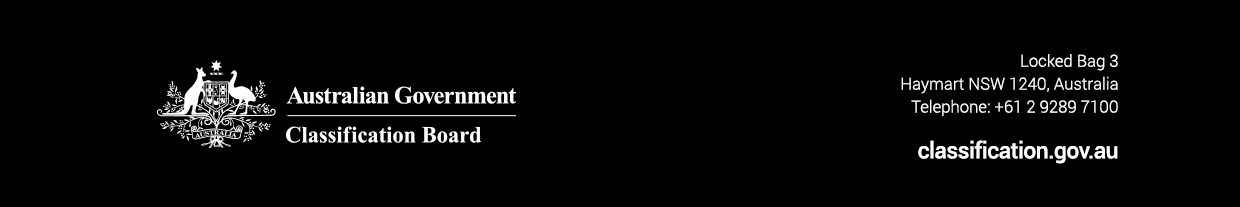 AUSTRALIA
Australian Government
Classification Board
Locked Bag 3
Haymart NSW 1240, Australia
Telephone: +61 2 9289 7100
classification.gov.au